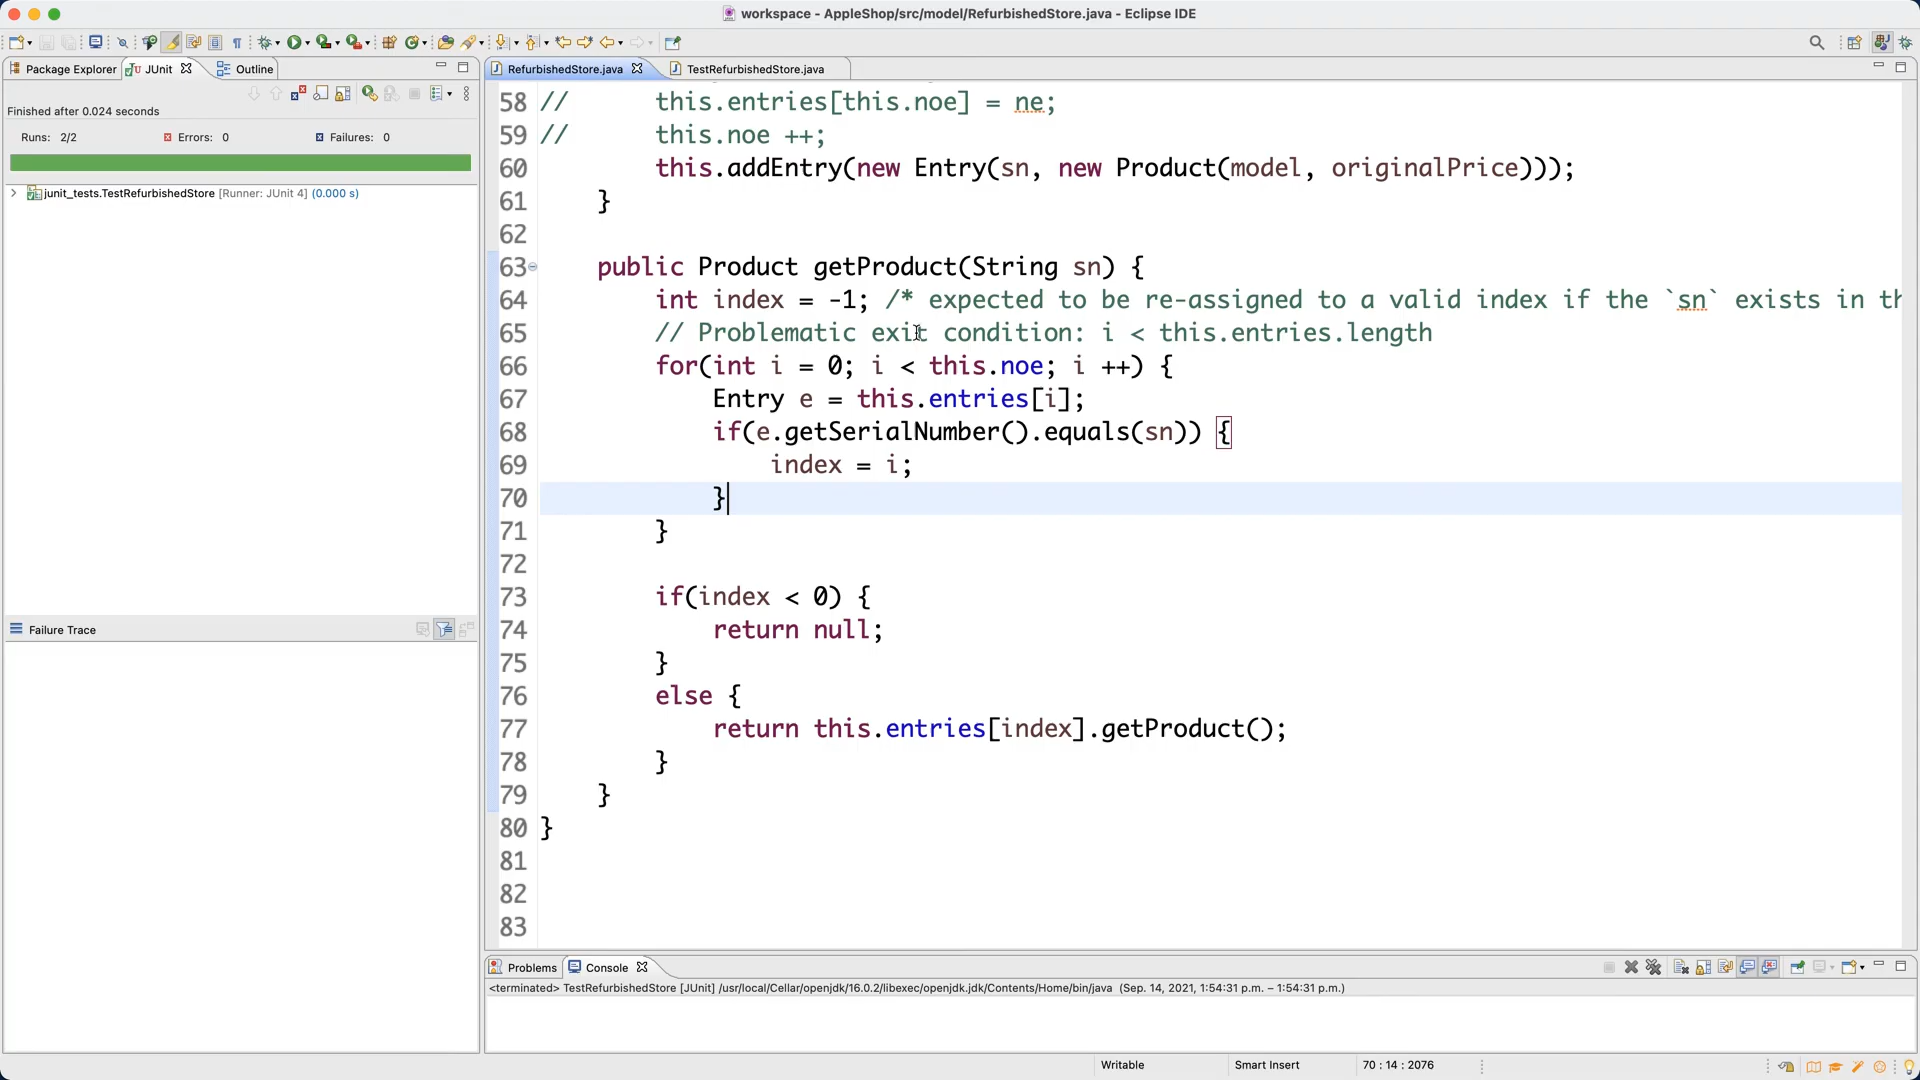 workspace - AppleShop/src/model/RefurbishedStore.java - Eclipse IDE
Package Explorer
JUnit
Outline
Finished after 0.024 seconds
Runs: 2/2
Errors: 0
Failures: 0
junit_tests.TestRefurbishedStore [Runner: JUnit 4] (0.000 s)
Failure Trace
RefurbishedStore.java
TestRefurbishedStore.java
58 // this.entries[this.noe] = ne;
59 // this.noe ++;
60 this.addEntry(new Entry(sn, new Product(model, originalPrice)));
61 }
62
63 public Product getProduct(String sn) {
64 int index = -1; /* expected to be re-assigned to a valid index if the `sn` exists in th
65 // Problematic exit condition: i < this.entries.length
66 for(int i = 0; i < this.noe; i ++) {
67 Entry e = this.entries[i];
68 if(e.getSerialNumber().equals(sn)) {
69 index = i;
70 }
71 }
72
73 if(index < 0) {
74 return null;
75 }
76 else {
77 return this.entries[index].getProduct();
78 }
79 }
80 }
81
82
83
Problems
Console
<terminated> TestRefurbishedStore [JUnit] /usr/local/Cellar/openjdk/16.0.2/libexec/openjdk.jdk/Contents/Home/bin/java (Sep. 14, 2021, 1:54:31 p.m. – 1:54:31 p.m.)
Writable
Smart Insert
70 : 14 : 2076